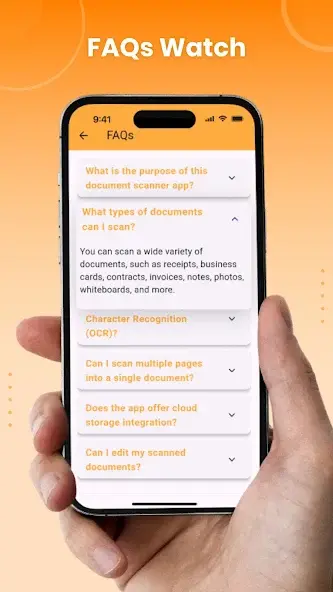 FAQs Watch
9:41
FAQs
What is the purpose of this
document scanner app?
What types of documents
can I scan?
You can scan a wide variety of
documents, such as receipts, business
cards, contracts, invoices, notes, photos,
whiteboards, and more.
Character Recognition
(OCR)?
Can I scan multiple pages
into a single document?
Does the app offer cloud
storage integration?
Can I edit my scanned
documents?